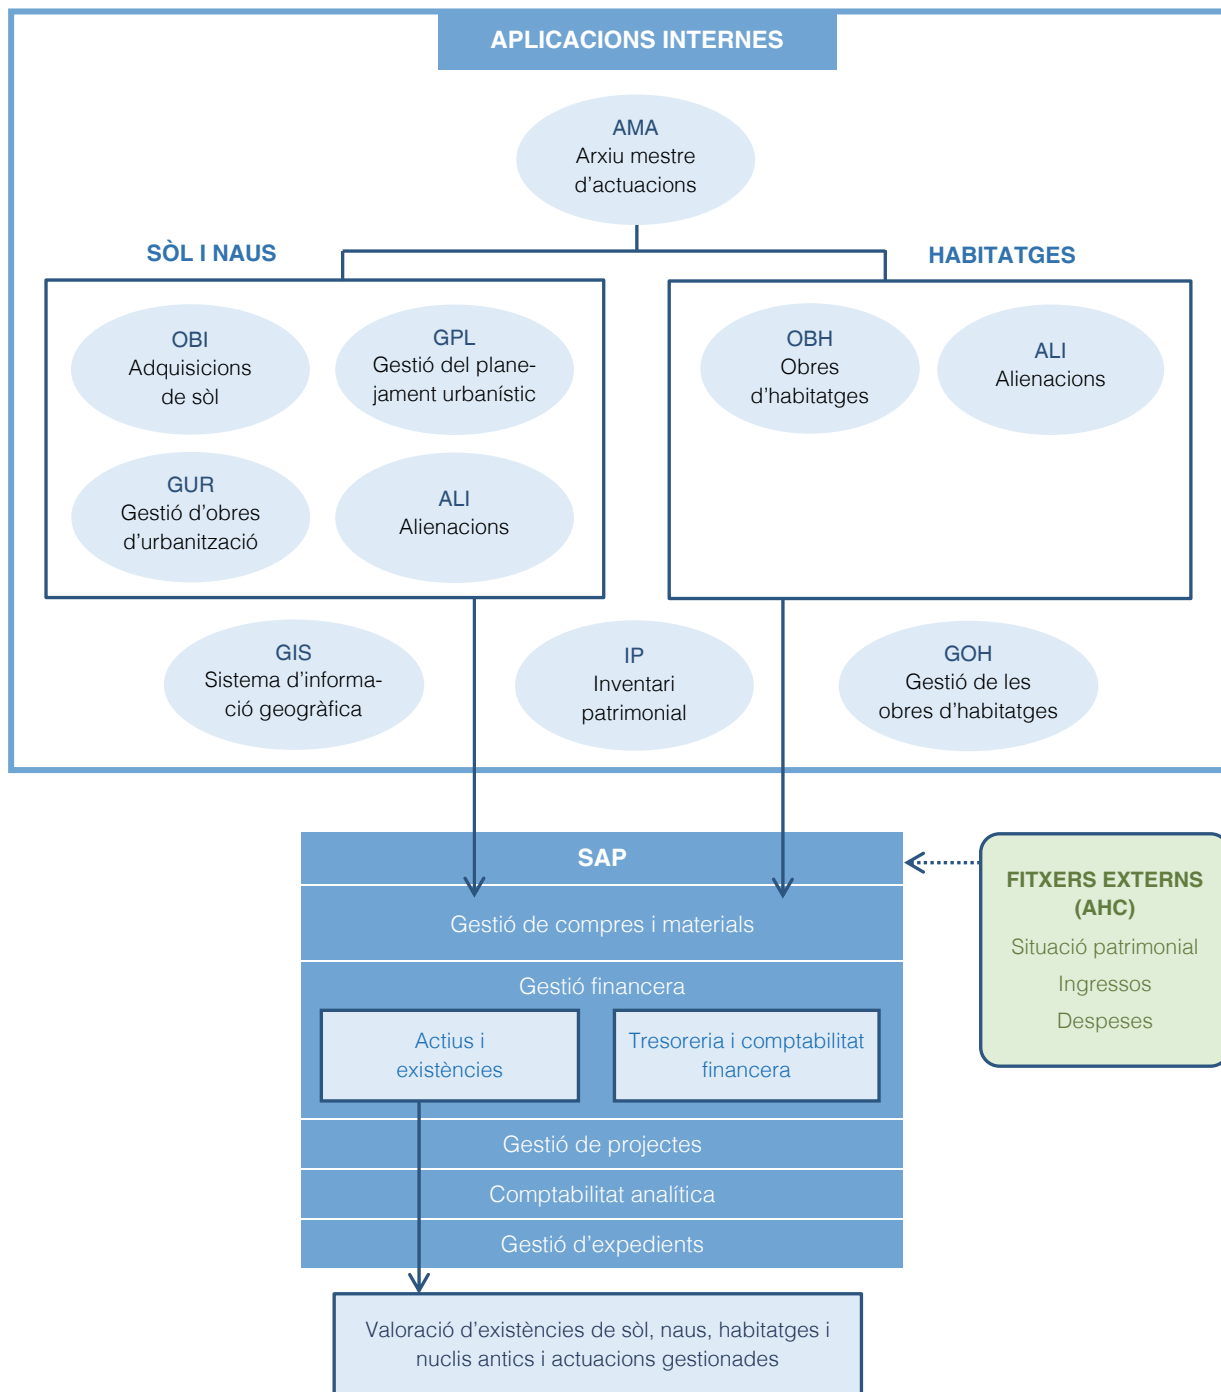 APLICACIONS INTERNES
AMA
Arxiu mestre
d'actuacions
SÒL I NAUS
HABITATGES
OBI
Adquisicions
de sòl
GPL
Gestió del plane-
jament urbanístic
GUR
Gestió d'obres
d'urbanització
ALI
Alienacions
OBH
Obres
d'habitatges
ALI
Alienacions
GIS
Sistema d'informa-
ció geogràfica
IP
Inventari
patrimonial
GOH
Gestió de les
obres d'habitatges
SAP
Gestió de compres i materials
Gestió financera
Actius i
existències
Tresoreria i comptabilitat
financera
Gestió de projectes
Comptabilitat analítica
Gestió d'expedients
FITXERS EXTERNS
(AHC)
Situació patrimonial
Ingressos
Despeses
Valoració d'existències de sòl, naus, habitatges i
nuclis antics i actuacions gestionades